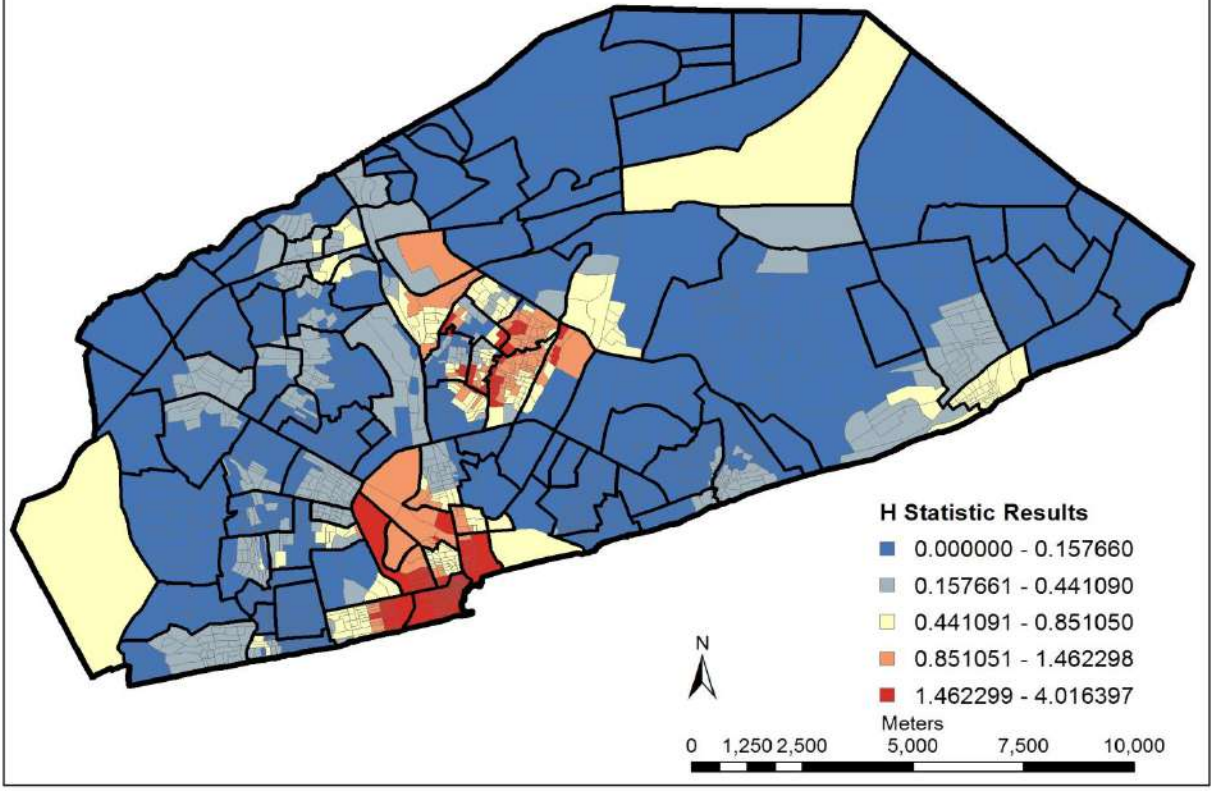 H Statistic Results
0.000000 - 0.157660
0.157661 - 0.441090
0.441091 - 0.851050
0.851051 - 1.462298
1.462299 - 4.016397
N
Meters
0 1,250 2,500 5,000 7,500 10,000